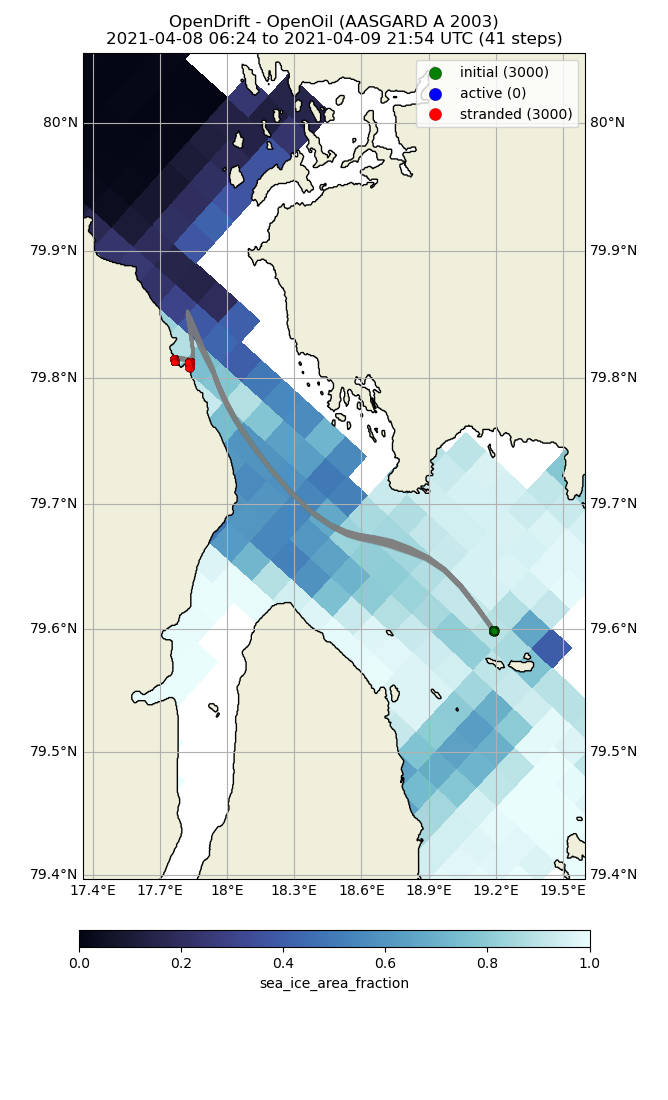 OpenDrift - OpenOil (AASGARD A 2003)
2021-04-08 06:24 to 2021-04-09 21:54 UTC (41 steps)
initial (3000)
active (0)
stranded (3000)
80°N 80°N
79.9°N 79.9°N
79.8°N 79.8°N
79.7°N 79.7°N
79.6°N 79.6°N
79.5°N 79.5°N
79.4°N 79.4°N
17.4°E 17.7°E 18°E 18.3°E 18.6°E 18.9°E 19.2°E 19.5°E
0.0 0.2 0.4 0.6 0.8 1.0
sea_ice_area_fraction